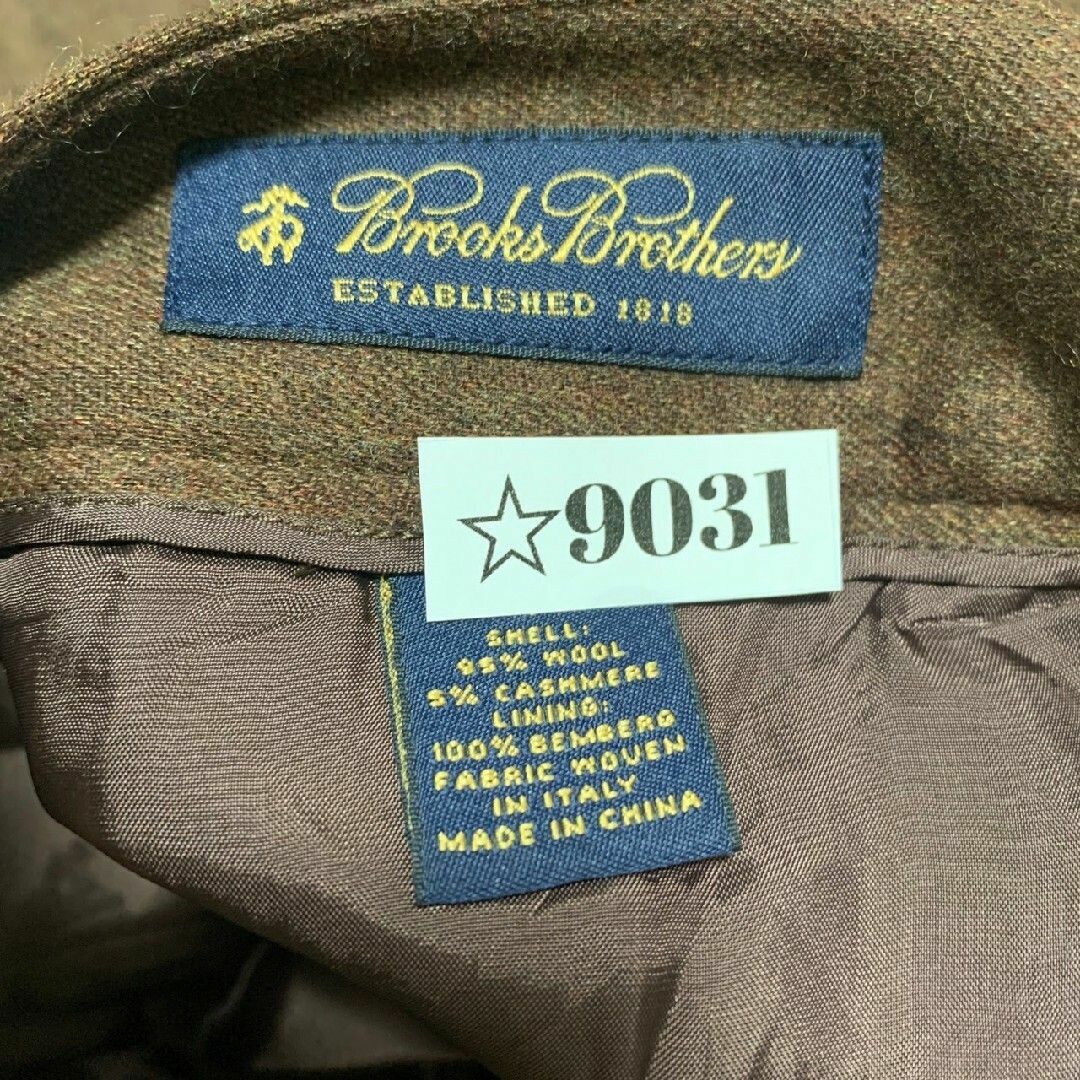 Brooks Brothers
ESTABLISHED 1818
☆9031
SHELL:
95% WOOL
5% CASHMERE
LINING:
100% BEMBERG
FABRIC WOVEN
IN ITALY
MADE IN CHINA